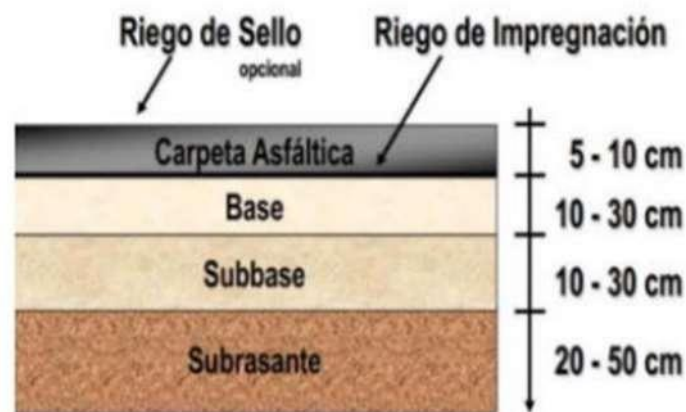 Riego de Sello
opcional
Riego de Impregnación
Carpeta Asfáltica
5 - 10 cm
Base
10 - 30 cm
Subbase
10 - 30 cm
Subrasante
20 - 50 cm